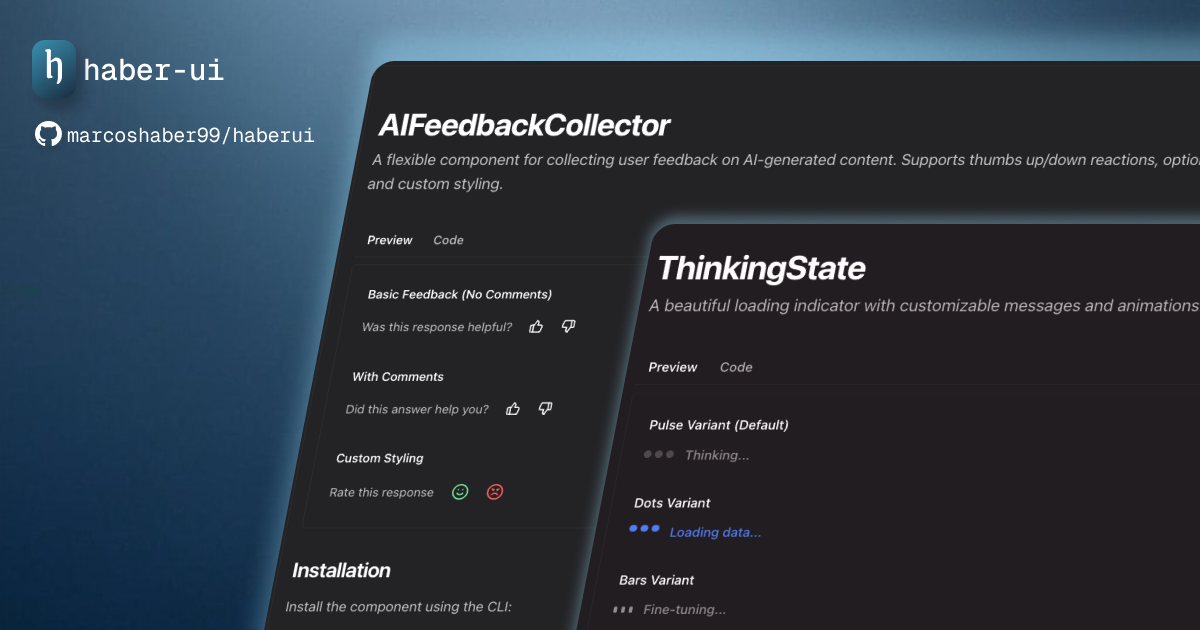 haber-ui
marcoshaber99/haberui
AIFeedbackCollector
A flexible component for collecting user feedback on AI-generated content. Supports thumbs up/down reactions,
and custom styling.
Preview Code
Basic Feedback (No Comments)
Was this response helpful?
With Comments
Did this answer help you?
Custom Styling
Rate this response
Installation
Install the component using the CLI:
ThinkingState
A beautiful loading indicator with customizable messages and animations
Preview Code
Pulse Variant (Default)
Thinking...
Dots Variant
Loading data...
Bars Variant
Fine-tuning...